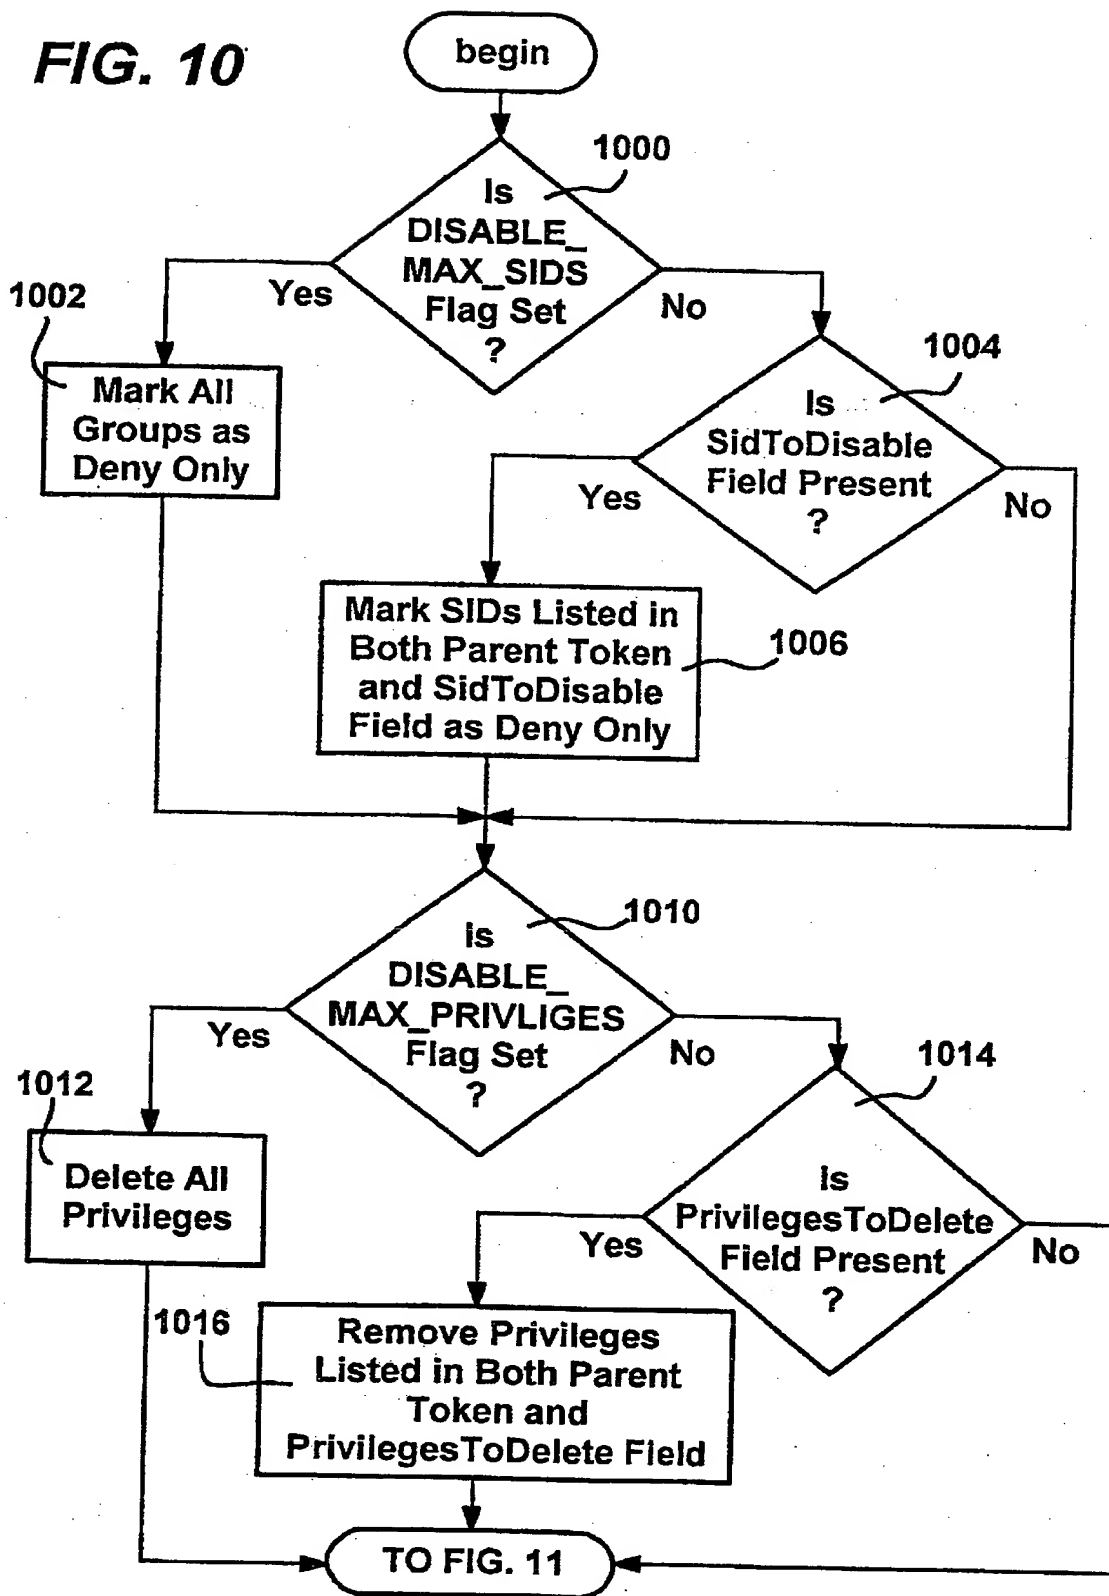 FIG. 10
begin
1000
Is
DISABLE_
MAX_SIDS
Flag Set
?
Yes
No
1002
Mark All
Groups as
Deny Only
1004
Is
SidToDisable
Field Present
?
Yes
No
Mark SIDs Listed in
Both Parent Token
and SidToDisable
Field as Deny Only
1006
1010
is
DISABLE_
MAX_PRIVLIGES
Flag Set
?
Yes
No
1012
Delete All
Privileges
1014
Is
PrivilegesToDelete
Field Present
?
Yes
No
1016
Remove Privileges
Listed in Both Parent
Token and
PrivilegesToDelete Field
TO FIG. 11